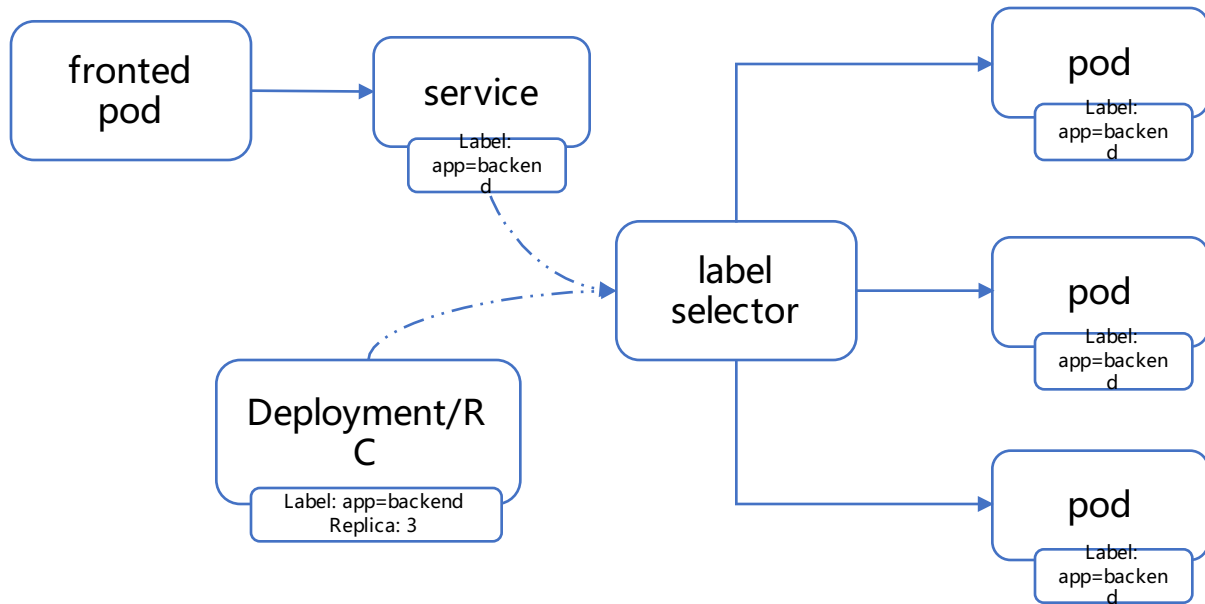 fronted
pod
service
Label:
app=backen
d
pod
Label:
app=backen
d
label
selector
pod
Label:
app=backen
d
Deployment/R
C
Label: app=backend
Replica: 3
pod
Label:
app=backen
d